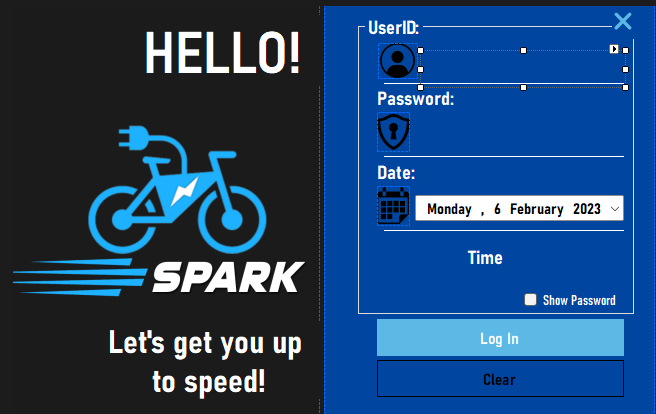 HELLO!
SPARK
Let's get you up
to speed!
UserID:
Password:
Date:
Monday , 6 February 2023
Time
Show Password
Log In
Clear